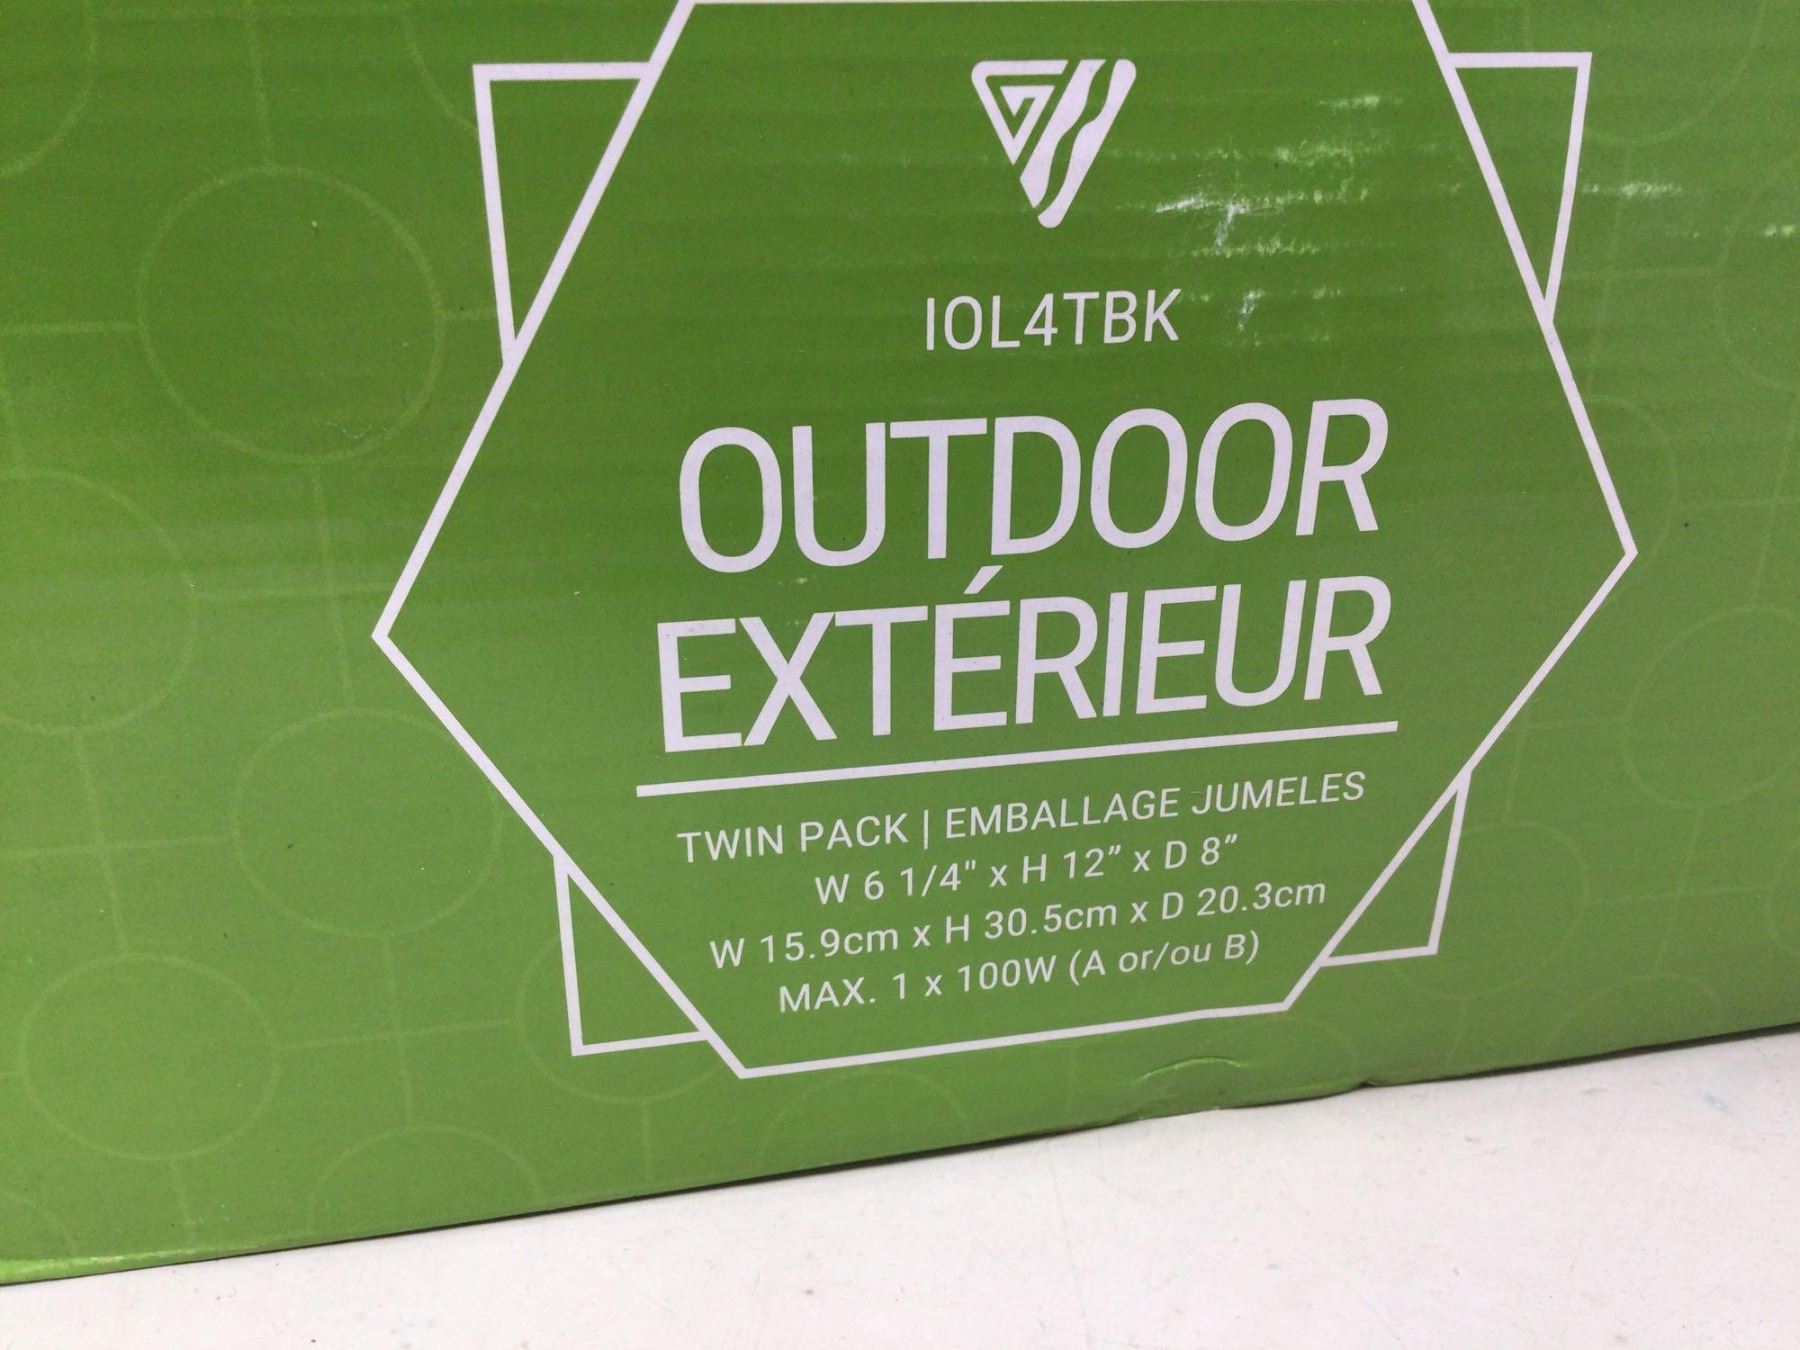 IOL4TBK
OUTDOOR
EXTÉRIEUR
TWIN PACK | EMBALLAGE JUMELES
W 6 1/4" x H 12” x D 8”
W 15.9cm x H 30.5cm x D 20.3cm
MAX. 1 x 100W (A or/ou B)